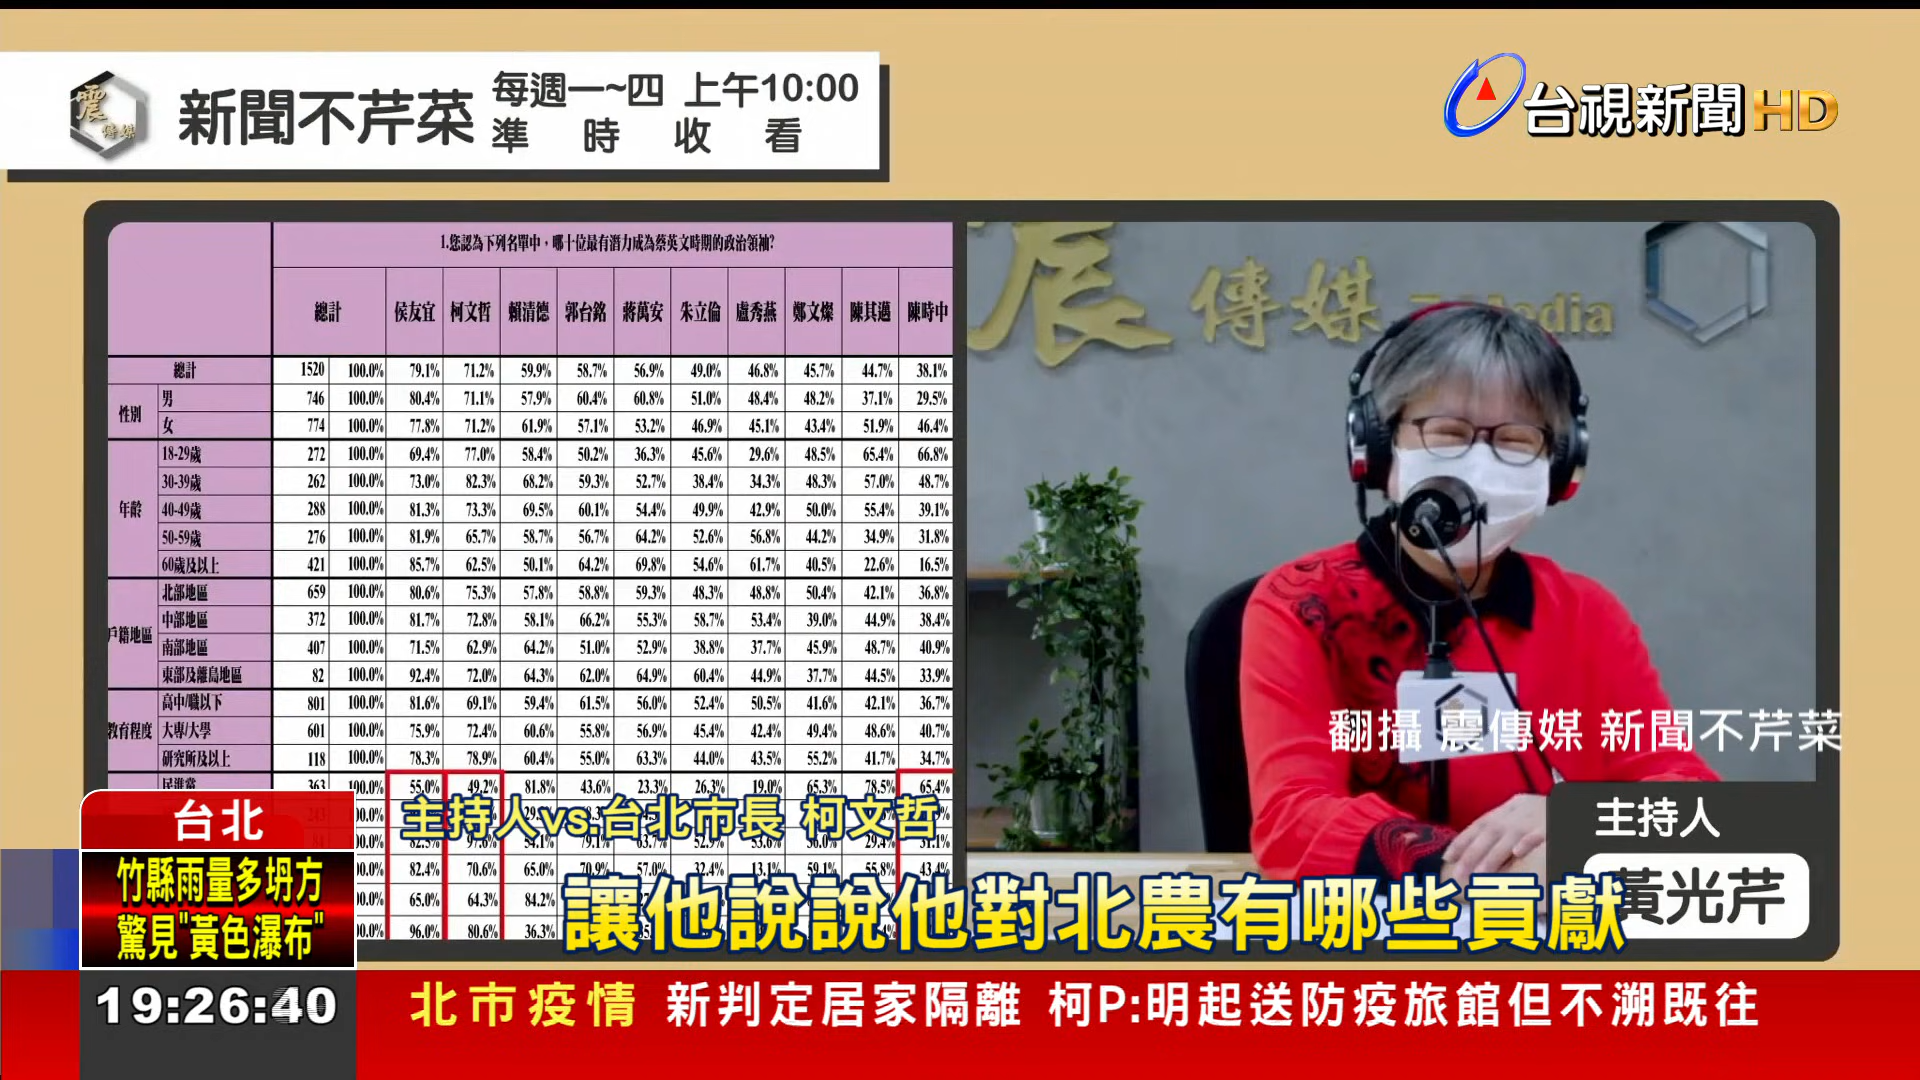 新聞不芹菜
每週一~四 上午10:00
準時收看
台視新聞HD
震傳媒
1.您認為下列名單中，哪十位最有潛力成為蔡英文時期的政治領袖?
總計 侯友宜 柯文哲 賴清德 郭台銘 蔣萬安 朱立倫 盧秀燕 鄭文燦 陳其邁 陳時中
總計 1520 100.0% 79.1% 71.2% 59.9% 58.7% 56.9% 49.0% 46.8% 45.7% 44.7% 38.1%
性別
男 746 100.0% 80.4% 71.1% 57.9% 60.4% 60.8% 51.0% 48.4% 48.2% 37.1% 29.5%
女 774 100.0% 77.8% 71.2% 61.9% 57.1% 53.2% 46.9% 45.1% 43.4% 51.9% 46.4%
年齡
18-29歲 272 100.0% 69.4% 77.0% 58.4% 50.2% 36.3% 45.6% 29.6% 48.5% 65.4% 66.8%
30-39歲 262 100.0% 73.0% 82.3% 68.2% 59.3% 52.7% 38.4% 34.3% 48.3% 57.0% 48.7%
40-49歲 288 100.0% 81.3% 73.3% 69.5% 60.1% 54.4% 49.9% 42.9% 50.0% 55.4% 39.1%
50-59歲 276 100.0% 81.9% 65.7% 58.7% 56.7% 64.2% 52.6% 56.8% 44.2% 34.9% 31.8%
60歲及以上 421 100.0% 85.7% 62.5% 50.1% 64.2% 69.8% 54.6% 61.7% 40.5% 22.6% 16.5%
戶籍地區
北部地區 659 100.0% 80.6% 75.3% 57.8% 58.8% 59.3% 48.3% 48.8% 50.4% 42.1% 36.8%
中部地區 372 100.0% 81.7% 72.8% 58.1% 66.2% 55.3% 58.7% 53.4% 39.0% 44.9% 38.4%
南部地區 407 100.0% 71.5% 62.9% 64.2% 51.0% 52.9% 38.8% 37.7% 45.9% 48.7% 40.9%
東部及離島地區 82 100.0% 92.4% 72.0% 64.3% 62.0% 64.9% 60.4% 44.9% 37.7% 44.5% 33.9%
教育程度
高中/職以下 801 100.0% 81.6% 69.1% 59.4% 61.5% 56.0% 52.4% 50.5% 41.6% 42.1% 36.7%
大專/大學 601 100.0% 75.9% 72.4% 60.6% 55.8% 56.9% 45.4% 42.4% 49.4% 48.6% 40.7%
研究所及以上 118 100.0% 78.3% 78.9% 60.4% 55.0% 63.3% 44.0% 43.5% 55.2% 41.7% 34.7%
民進黨 363 100.0% 55.0% 49.2% 81.8% 43.6% 23.3% 26.3% 19.0% 65.3% 78.5% 65.4%
82.4% 70.6% 65.0% 70.9% 57.0% 32.4% 13.1% 59.1% 55.8% 43.4%
65.0% 64.3% 84.2%
96.0% 80.6% 36.3%
震傳媒
翻攝 震傳媒 新聞不芹菜
主持人
黃光芹
主持人vs.台北市長 柯文哲
讓他說說他對北農有哪些貢獻
台北
竹縣雨量多坍方
驚見"黃色瀑布"
19:26:40
北市疫情 新判定居家隔離 柯P:明起送防疫旅館但不溯既往